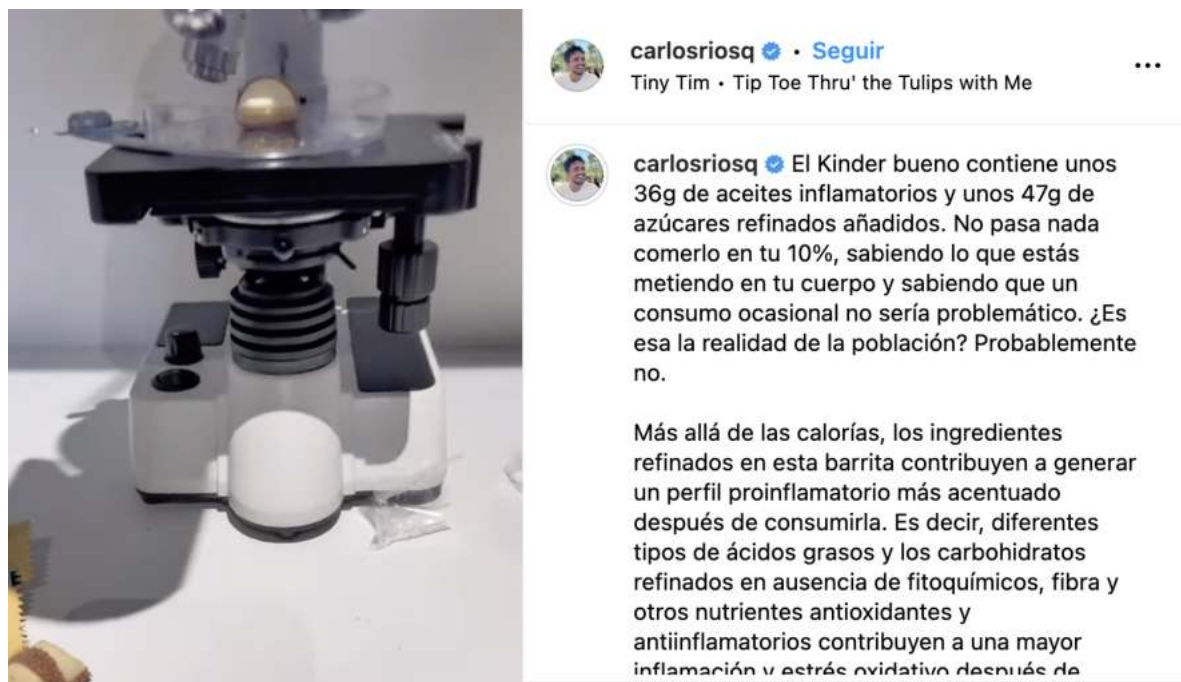 carlosriosq • Seguir
Tiny Tim • Tip Toe Thru' the Tulips with Me
carlosriosq El Kinder bueno contiene unos
36g de aceites inflamatorios y unos 47g de
azúcares refinados añadidos. No pasa nada
comerlo en tu 10%, sabiendo lo que estás
metiendo en tu cuerpo y sabiendo que un
consumo ocasional no sería problemático. ¿Es
esa la realidad de la población? Probablemente
no.
Más allá de las calorías, los ingredientes
refinados en esta barrita contribuyen a generar
un perfil proinflamatorio más acentuado
después de consumirla. Es decir, diferentes
tipos de ácidos grasos y los carbohidratos
refinados en ausencia de fitoquímicos, fibra y
otros nutrientes antioxidantes y
antiinflamatorios contribuyen a una mayor
inflamación y estrés oxidativo después de